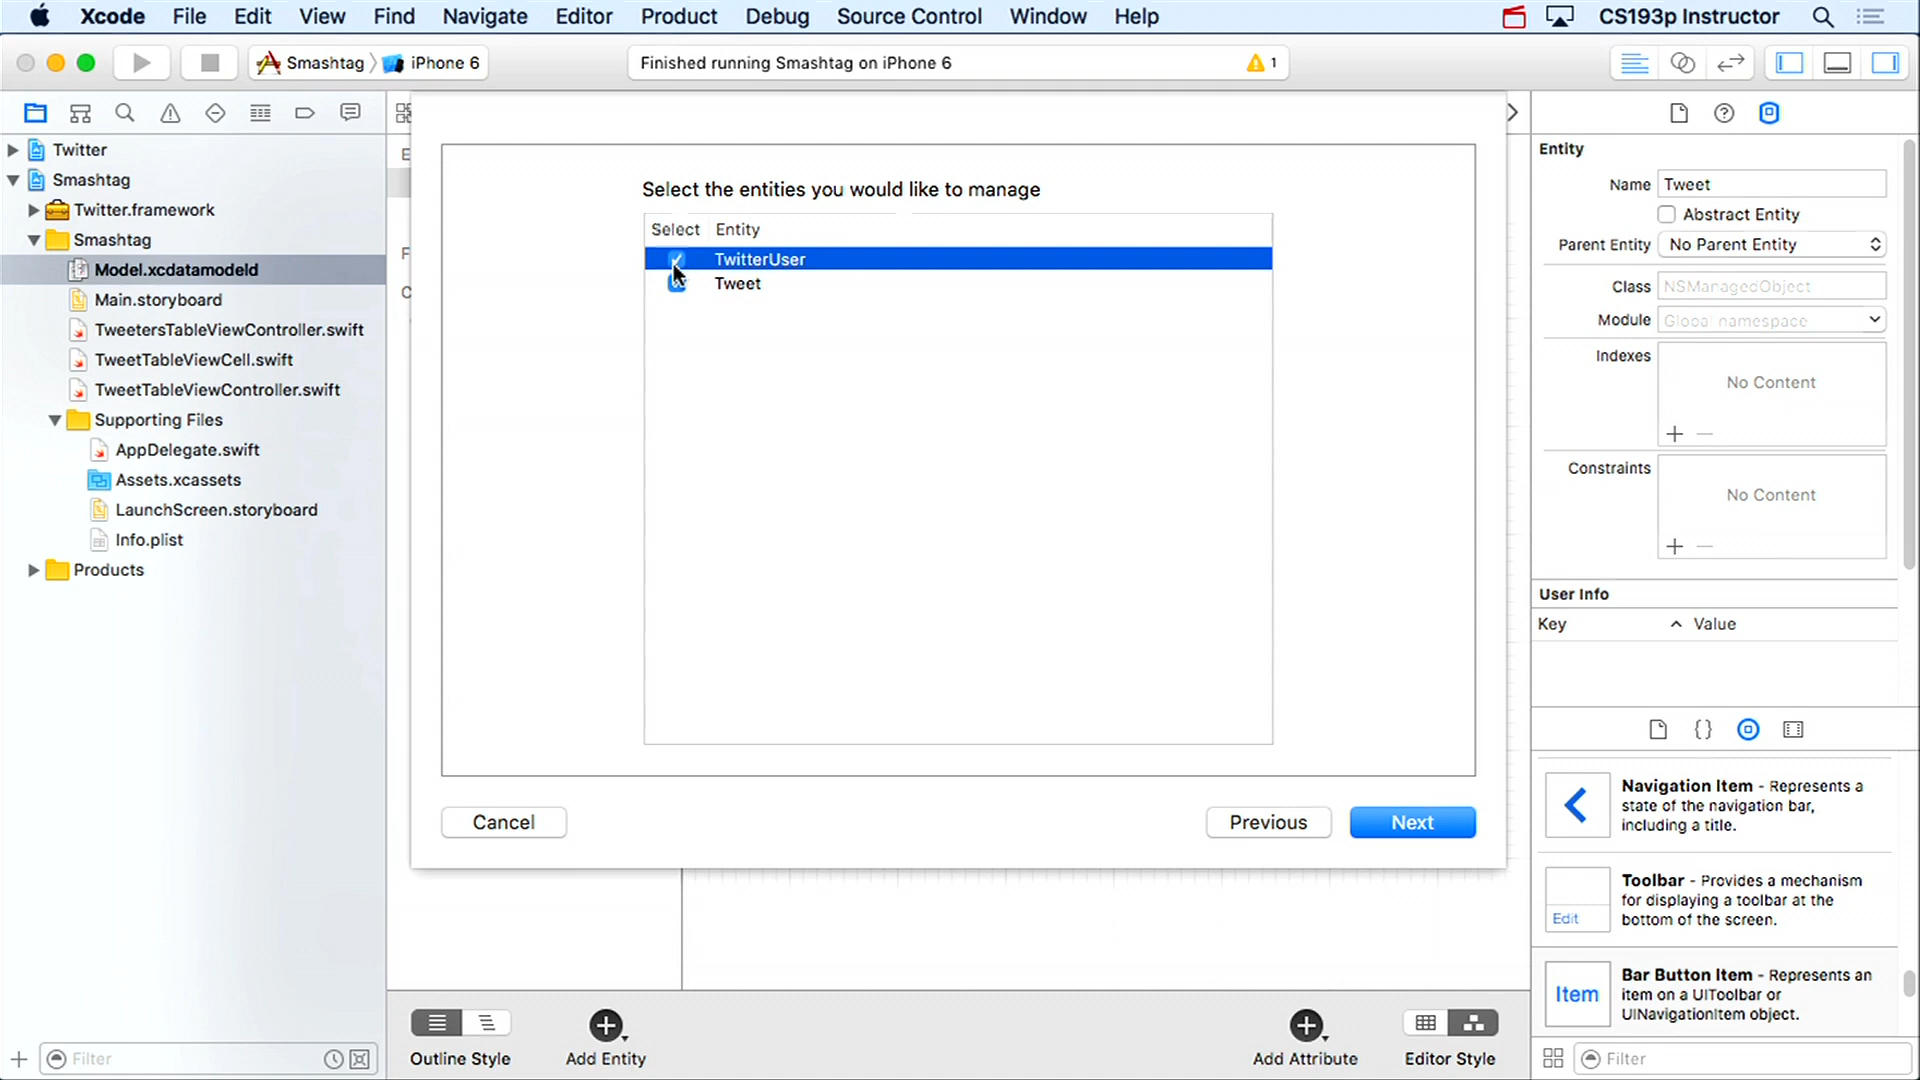 Xcode File Edit View Find Navigate Editor Product Debug Source Control Window Help CS193p Instructor
Smashtag iPhone 6
Finished running Smashtag on iPhone 6
1
Twitter
Smashtag
Twitter.framework
Smashtag
Model.xcdatamodeld
Main.storyboard
TweetersTableViewController.swift
TweetTableViewCell.swift
TweetTableViewController.swift
Supporting Files
AppDelegate.swift
Assets.xcassets
LaunchScreen.storyboard
Info.plist
Products
Filter
E
F
C
Select the entities you would like to manage
Select Entity
TwitterUser
Tweet
Cancel
Previous
Next
Outline Style
Add Entity
Add Attribute
Editor Style
Entity
Name Tweet
Abstract Entity
Parent Entity No Parent Entity
Class NSManagedObject
Module Global namespace
Indexes
No Content
Constraints
No Content
User Info
Key Value
Navigation Item - Represents a
state of the navigation bar,
including a title.
Edit
Toolbar - Provides a mechanism
for displaying a toolbar at the
bottom of the screen.
Item
Bar Button Item - Represents an
item on a UIToolbar or
UINavigationItem object.
Filter